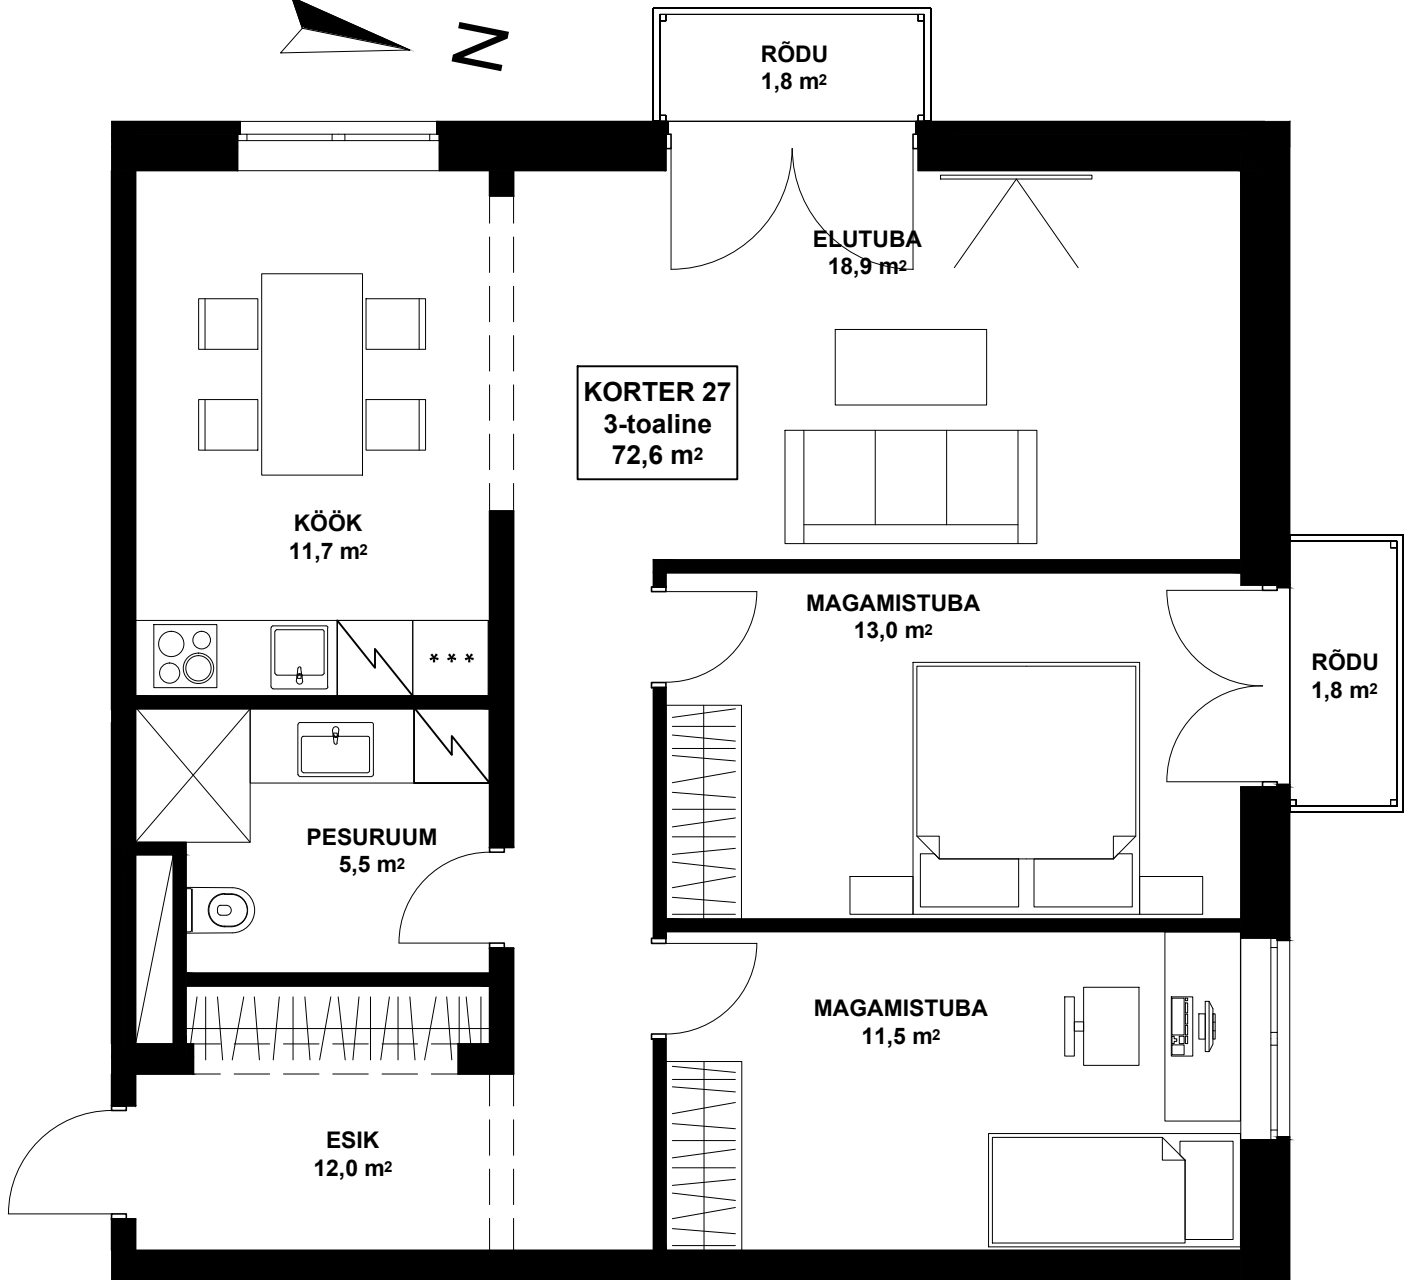 N
RÕDU
1,8 m²
ELUTUBA
18,9 m²
KORTER 27
3-toaline
72,6 m²
KÖÖK
11,7 m²
* * *
MAGAMISTUBA
13,0 m²
RÕDU
1,8 m²
PESURUUM
5,5 m²
MAGAMISTUBA
11,5 m²
ESIK
12,0 m²